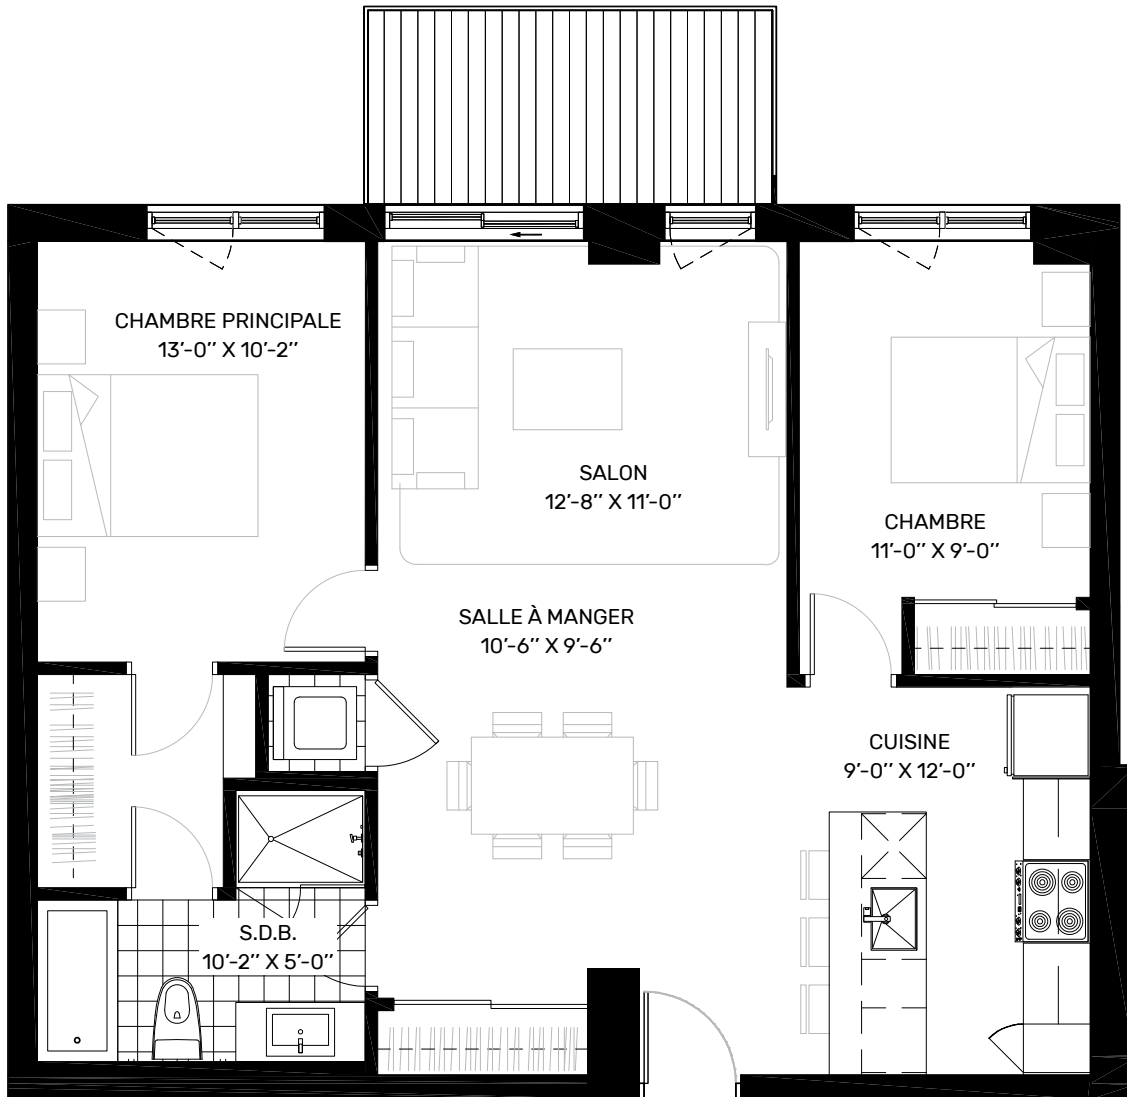 CHAMBRE PRINCIPALE
13'-0'' X 10'-2''
SALON
12'-8'' X 11'-0''
CHAMBRE
11'-0'' X 9'-0''
SALLE À MANGER
10'-6'' X 9'-6''
CUISINE
9'-0'' X 12'-0''
S.D.B.
10'-2'' X 5'-0''